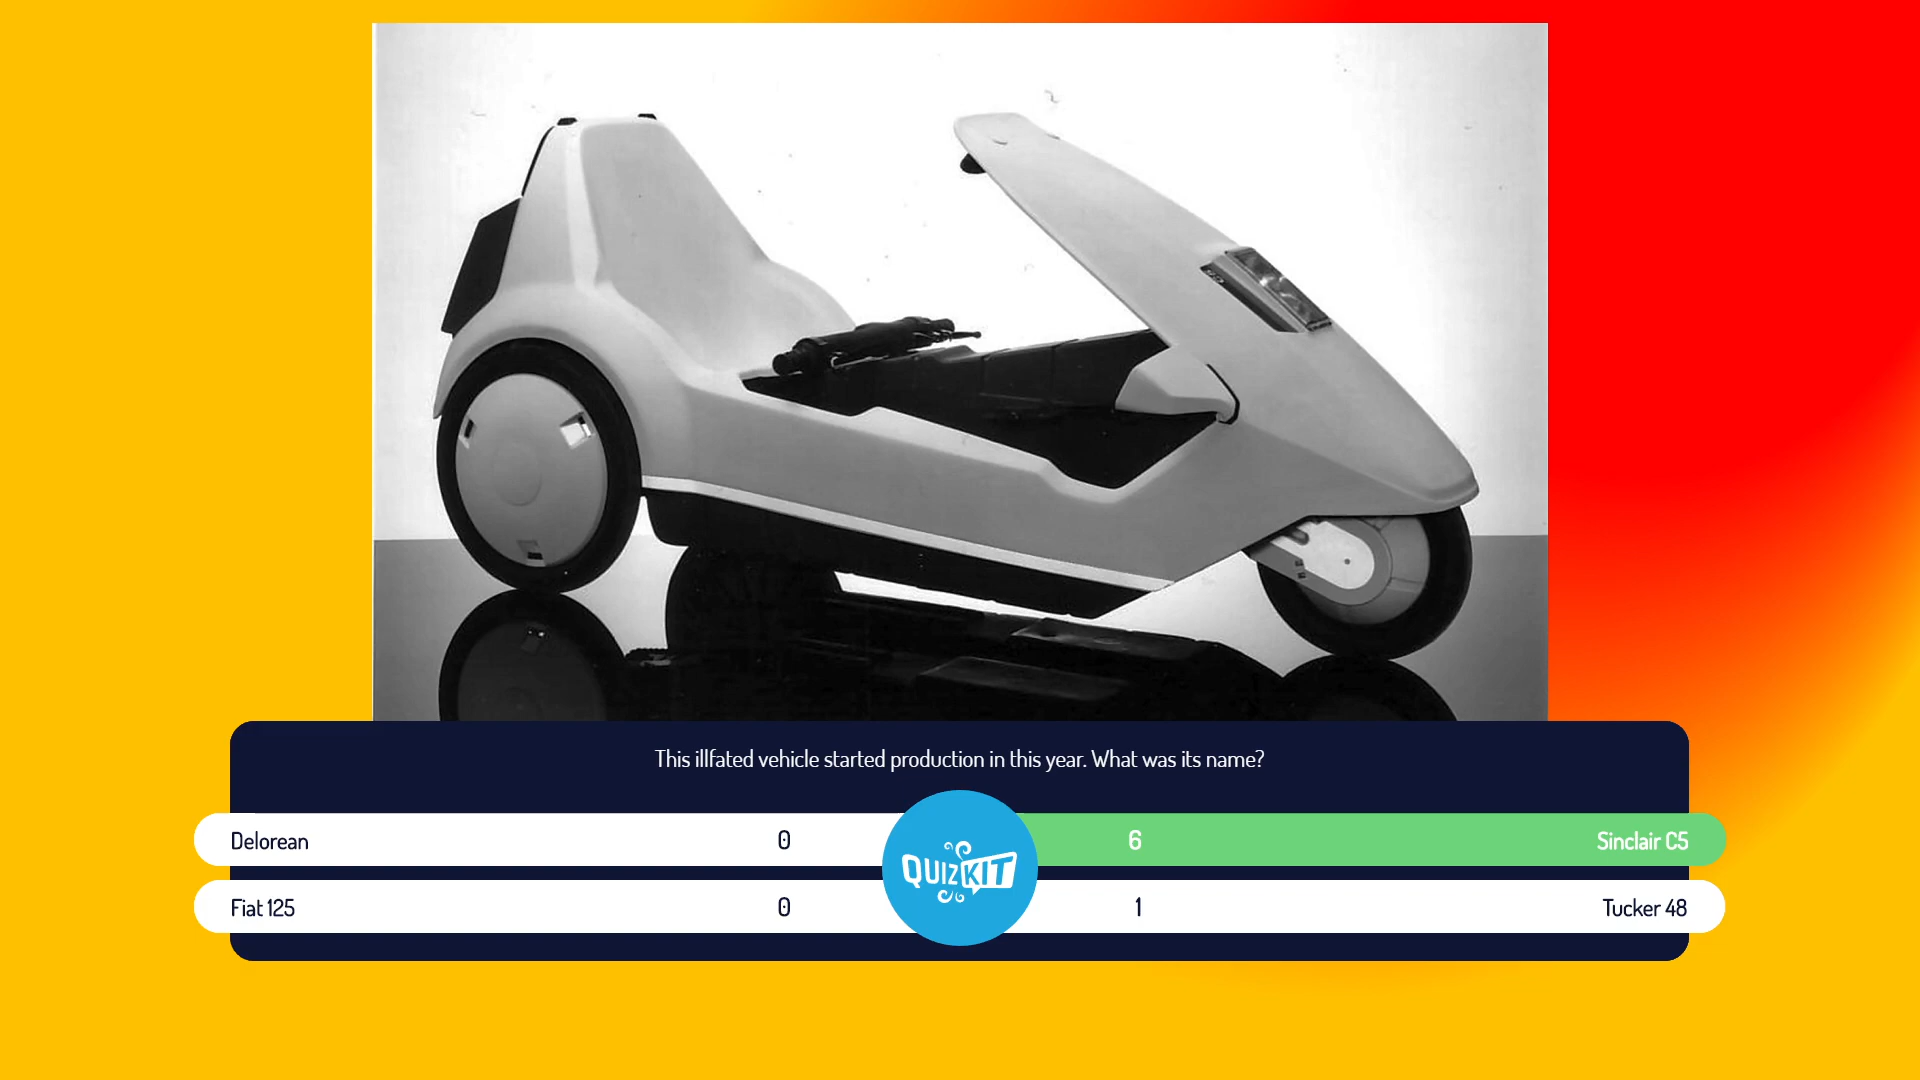 This illfated vehicle started production in this year. What was its name?
Delorean 0 6 Sinclair C5
QUIZKIT
Fiat 125 0 1 Tucker 48